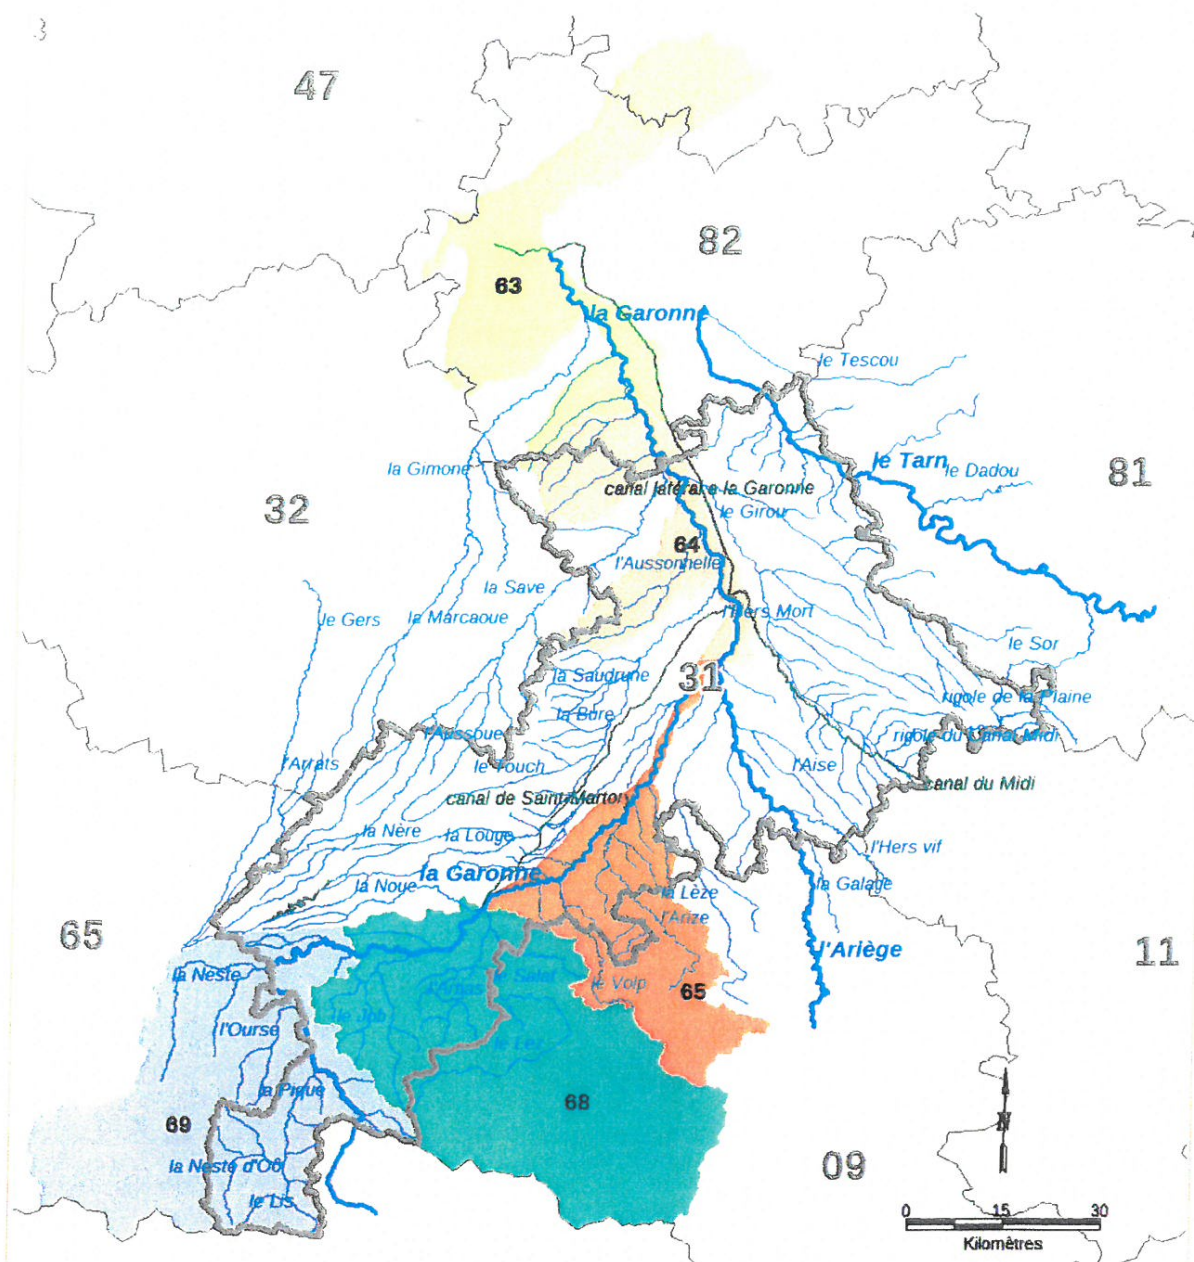 47
82
63
la Garonne
le Tescou
la Gimone
le Tarn
le Dadou
81
canal latéral a la Garonne
32
le Girou
64
l'Aussonnelle
la Save
le Gers
la Marcaoue
l'Hers Mort
le Sor
la Saudrune
31
rigole de la Plaine
la Bure
l'Aussoue
rigole du Canal Midi
l'Arrats
le Touch
l'Aise
canal du Midi
canal de Saint-Martory
la Nère
la Louge
l'Hers vif
la Garonne
la Noue
la Lèze
la Galage
l'Arize
65
l'Ariège
11
la Neste
le Salat
le Volp
65
l'Arbas
le Job
l'Ourse
le Lez
la Pique
68
69
N
la Neste d'Oô
09
le Lis
0 15 30
Kilomètres